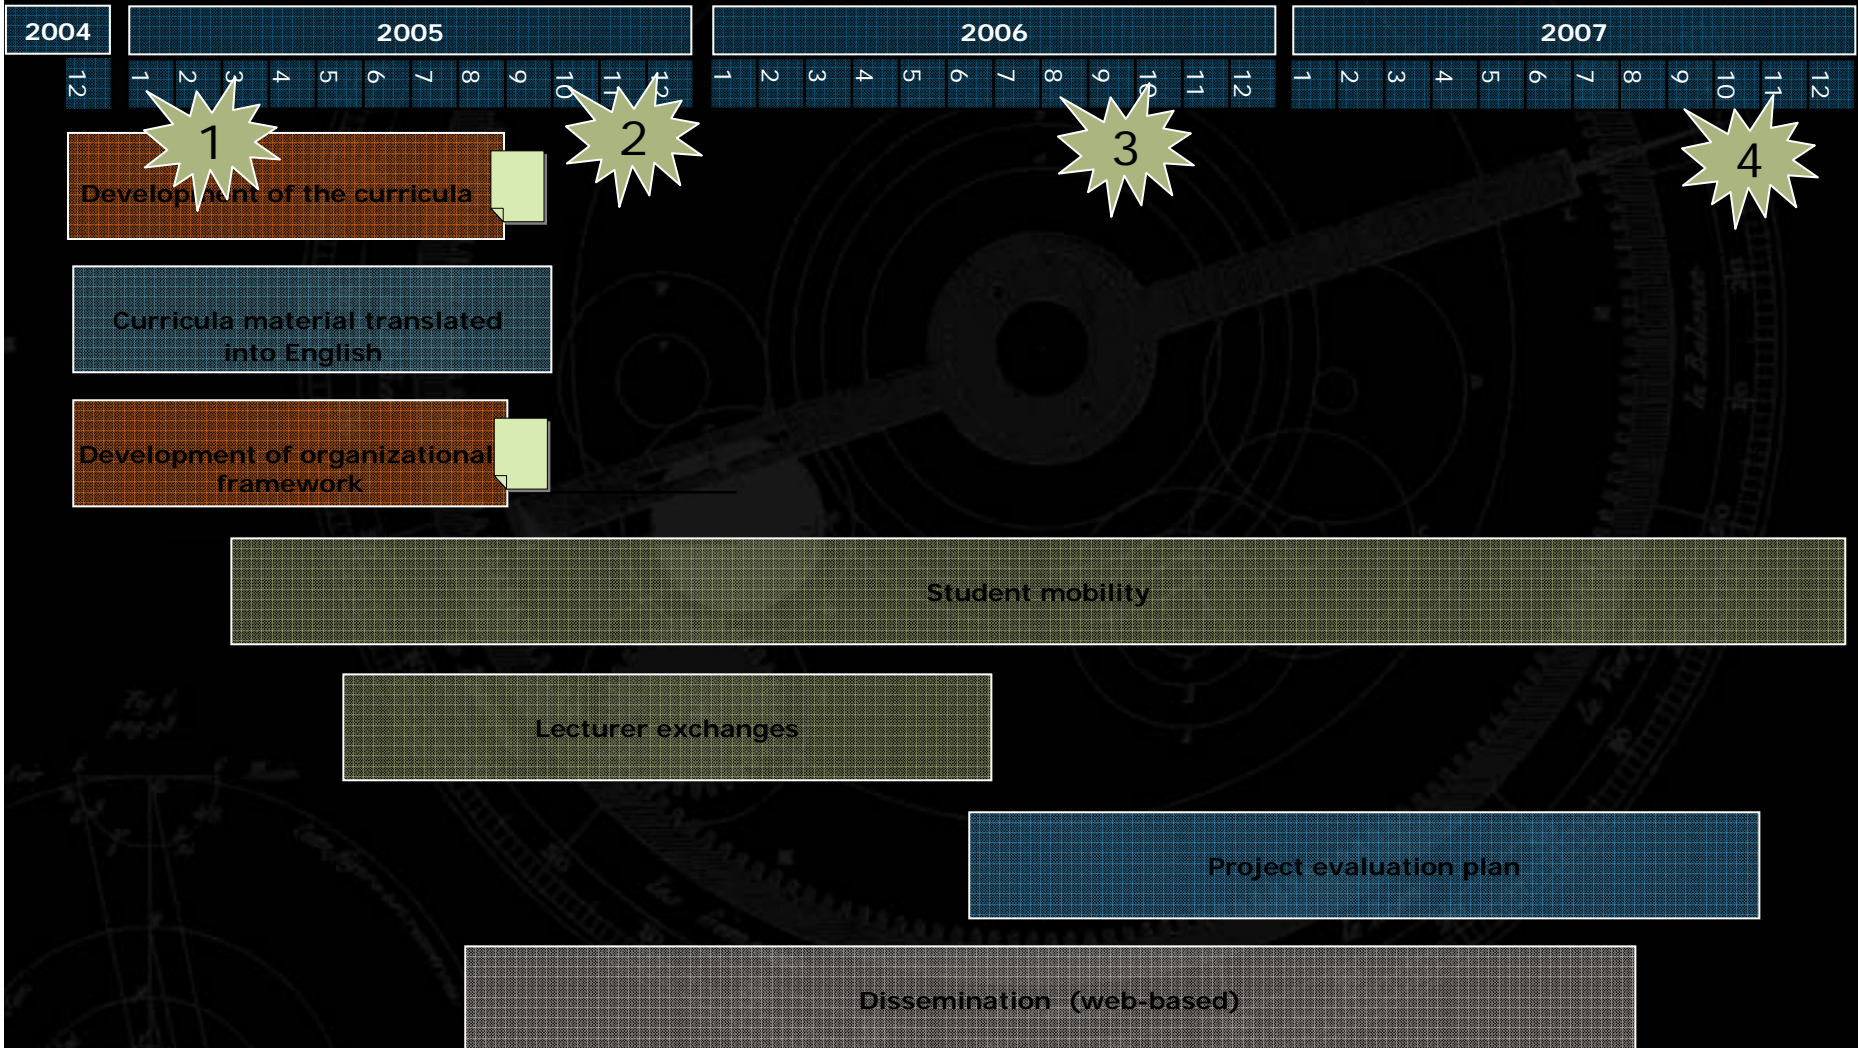 2004 2005 2006 2007
12 1 2 3 4 5 6 7 8 9 10 11 12 1 2 3 4 5 6 7 8 9 10 11 12 1 2 3 4 5 6 7 8 9 10 11 12
1 2 3 4
Development of the curricula
Curricula material translated
into English
Development of organizational
framework
Student mobility
Lecturer exchanges
Project evaluation plan
Dissemination (web-based)